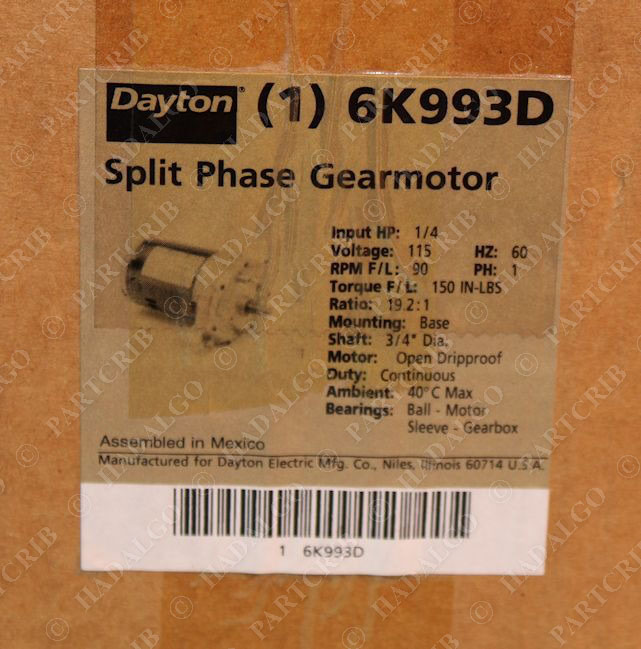 Dayton® (1) 6K993D
Split Phase Gearmotor
Input HP: 1/4
Voltage: 115 HZ: 60
RPM F/L: 90 PH: 1
Torque F/L: 150 IN-LBS
Ratio: 19.2:1
Mounting: Base
Shaft: 3/4" Dia.
Motor: Open Dripproof
Duty: Continuous
Ambient: 40°C Max
Bearings: Ball - Motor
Sleeve - Gearbox
Assembled in Mexico
Manufactured for Dayton Electric Mfg. Co., Niles, Illinois 60714 U.S.A.
1 6K993D
© PARTCRIB
© HADALGO